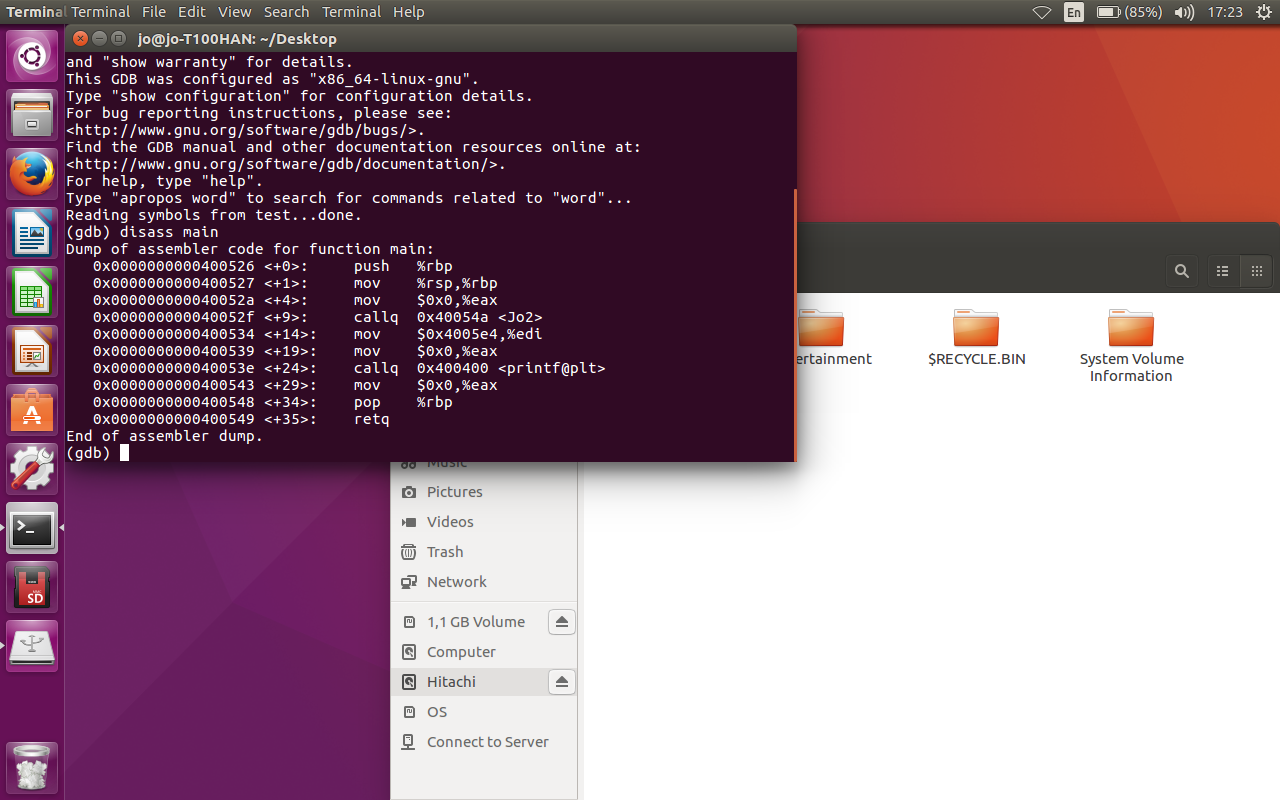 Terminal Terminal File Edit View Search Terminal Help En (85%) 17:23
jo@jo-T100HAN: ~/Desktop
and "show warranty" for details.
This GDB was configured as "x86_64-linux-gnu".
Type "show configuration" for configuration details.
For bug reporting instructions, please see:
<http://www.gnu.org/software/gdb/bugs/>.
Find the GDB manual and other documentation resources online at:
<http://www.gnu.org/software/gdb/documentation/>.
For help, type "help".
Type "apropos word" to search for commands related to "word"...
Reading symbols from test...done.
(gdb) disass main
Dump of assembler code for function main:
   0x0000000000400526 <+0>:     push   %rbp
   0x0000000000400527 <+1>:     mov    %rsp,%rbp
   0x000000000040052a <+4>:     mov    $0x0,%eax
   0x000000000040052f <+9>:     callq  0x40054a <Jo2>
   0x0000000000400534 <+14>:    mov    $0x4005e4,%edi
   0x0000000000400539 <+19>:    mov    $0x0,%eax
   0x000000000040053e <+24>:    callq  0x400400 <printf@plt>
   0x0000000000400543 <+29>:    mov    $0x0,%eax
   0x0000000000400548 <+34>:    pop    %rbp
   0x0000000000400549 <+35>:    retq
End of assembler dump.
(gdb)
ertainment
$RECYCLE.BIN
System Volume
Information
Music
Pictures
Videos
Trash
Network
1,1 GB Volume
Computer
Hitachi
OS
Connect to Server
SD